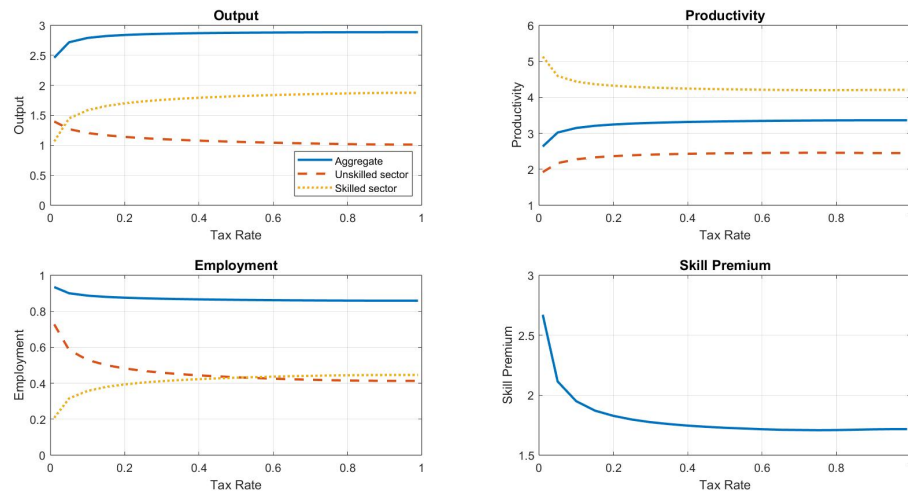 Output
3
2.5
2
1.5
1
0.5
0
Output
Aggregate
Unskilled sector
Skilled sector
0 0.2 0.4 0.6 0.8 1
Tax Rate
Productivity
6
5
4
3
2
1
Productivity
0 0.2 0.4 0.6 0.8
Tax Rate
Employment
1
0.8
0.6
0.4
0.2
0
Employment
0 0.2 0.4 0.6 0.8 1
Tax Rate
Skill Premium
3
2.5
2
1.5
Skill Premium
0 0.2 0.4 0.6 0.8
Tax Rate